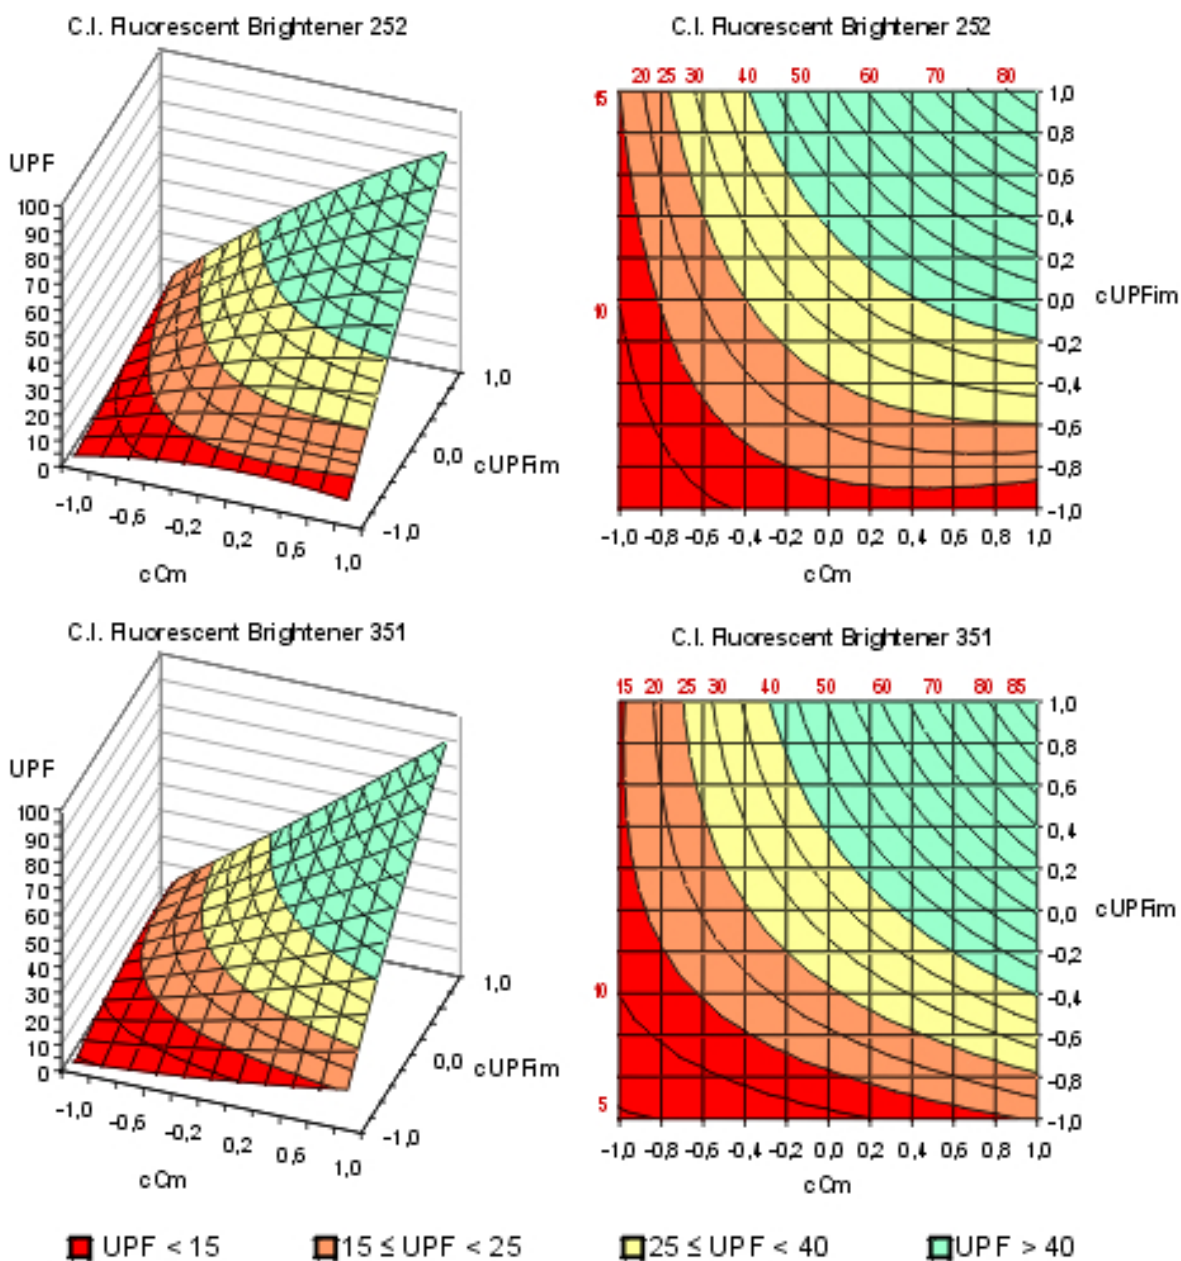 C.I. Fluorescent Brightener 252
UPF
100
90
80
70
60
50
40
30
20
10
0
-1,0 -0,6 -0,2 0,2 0,6 1,0
cCm
1,0
0,0
-1,0
cUPFim
C.I. Fluorescent Brightener 252
20 25 30 40 50 60 70 80
15
10
1,0
0,8
0,6
0,4
0,2
0,0
-0,2
-0,4
-0,6
-0,8
-1,0
cUPFim
-1,0 -0,8 -0,6 -0,4 -0,2 0,0 0,2 0,4 0,6 0,8 1,0
cCm
C.I. Fluorescent Brightener 351
UPF
100
90
80
70
60
50
40
30
20
10
0
-1,0 -0,6 -0,2 0,2 0,6 1,0
cCm
1,0
0,0
-1,0
cUPFim
C.I. Fluorescent Brightener 351
15 20 25 30 40 50 60 70 80 85
10
5
1,0
0,8
0,6
0,4
0,2
0,0
-0,2
-0,4
-0,6
-0,8
-1,0
cUPFim
-1,0 -0,8 -0,6 -0,4 -0,2 0,0 0,2 0,4 0,6 0,8 1,0
cCm
UPF < 15 15 ≤ UPF < 25 25 ≤ UPF < 40 UPF > 40